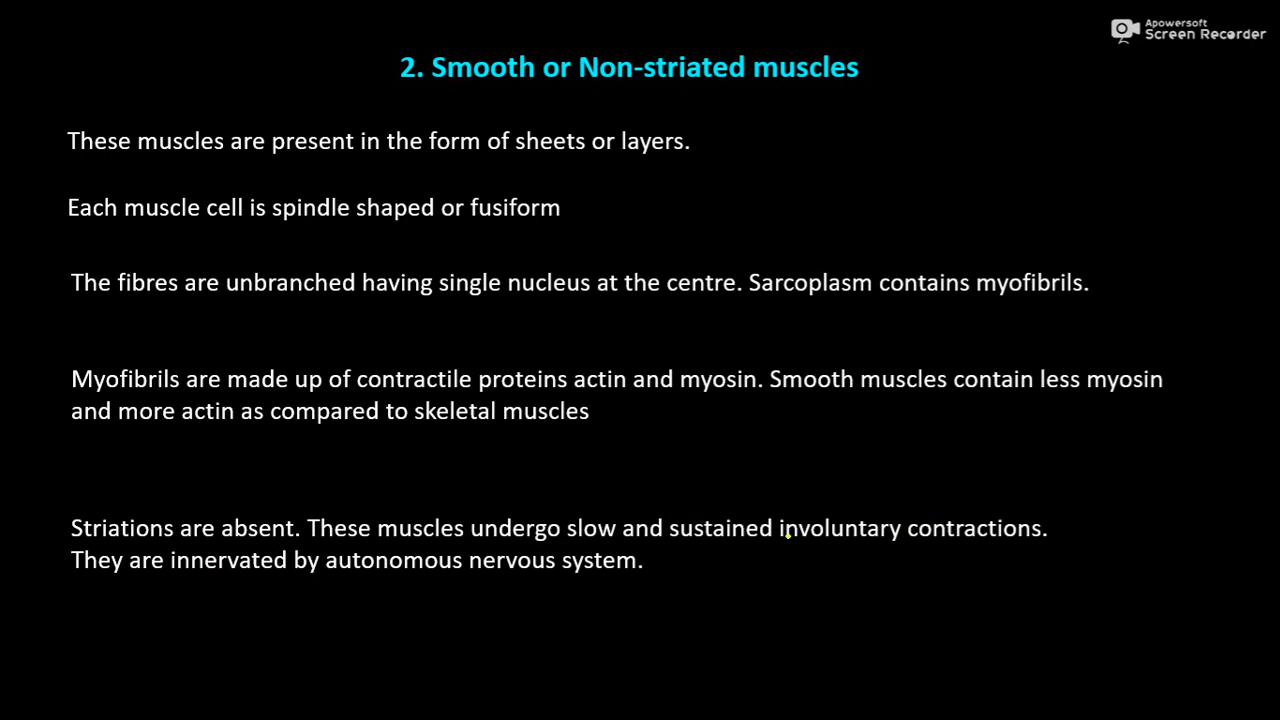 Apowersoft
Screen Recorder
2. Smooth or Non-striated muscles
These muscles are present in the form of sheets or layers.
Each muscle cell is spindle shaped or fusiform
The fibres are unbranched having single nucleus at the centre. Sarcoplasm contains myofibrils.
Myofibrils are made up of contractile proteins actin and myosin. Smooth muscles contain less myosin
and more actin as compared to skeletal muscles
Striations are absent. These muscles undergo slow and sustained involuntary contractions.
They are innervated by autonomous nervous system.